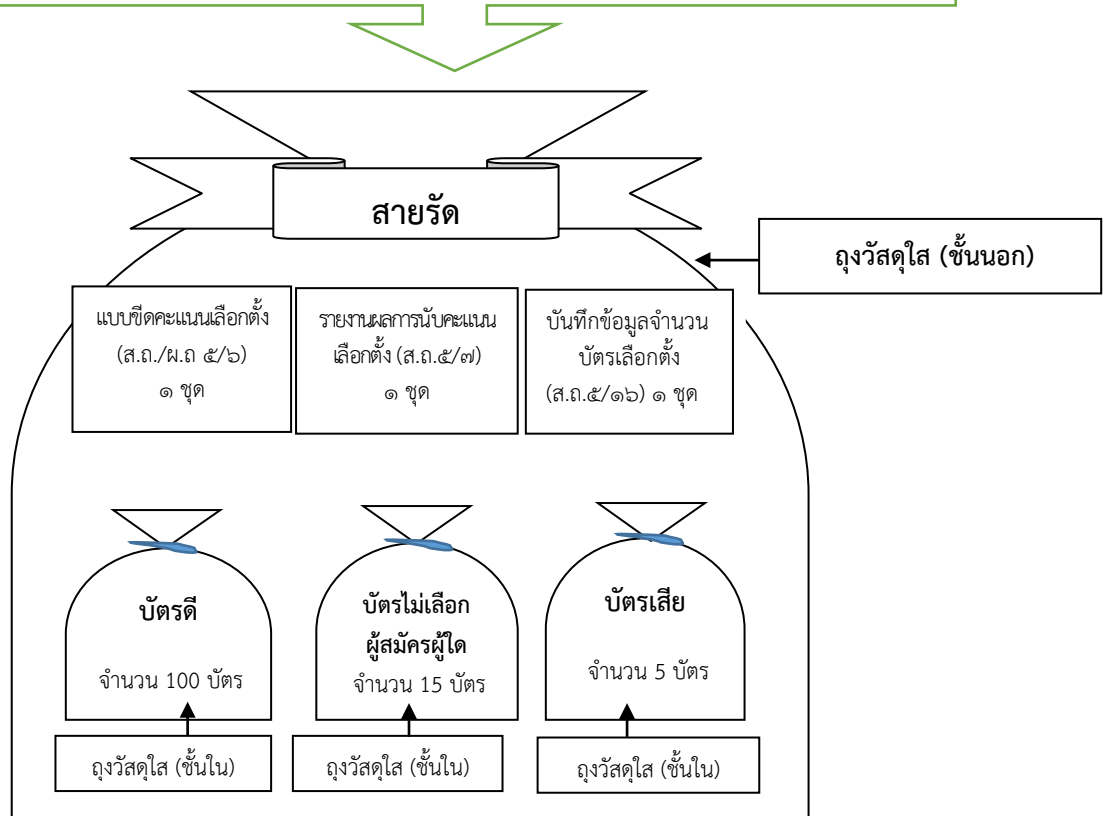 สายรัด
ถุงวัสดุใส (ชั้นนอก)
แบบขีดคะแนนเลือกตั้ง
(ส.ถ./ผ.ถ ๕/๖)
๑ ชุด
รายงานผลการนับคะแนน
เลือกตั้ง (ส.ถ.๕/๗)
๑ ชุด
บันทึกข้อมูลจำนวน
บัตรเลือกตั้ง
(ส.ถ.๕/๑๖) ๑ ชุด
บัตรดี
จำนวน 100 บัตร
บัตรไม่เลือก
ผู้สมัครผู้ใด
จำนวน 15 บัตร
บัตรเสีย
จำนวน 5 บัตร
ถุงวัสดุใส (ชั้นใน)
ถุงวัสดุใส (ชั้นใน)
ถุงวัสดุใส (ชั้นใน)